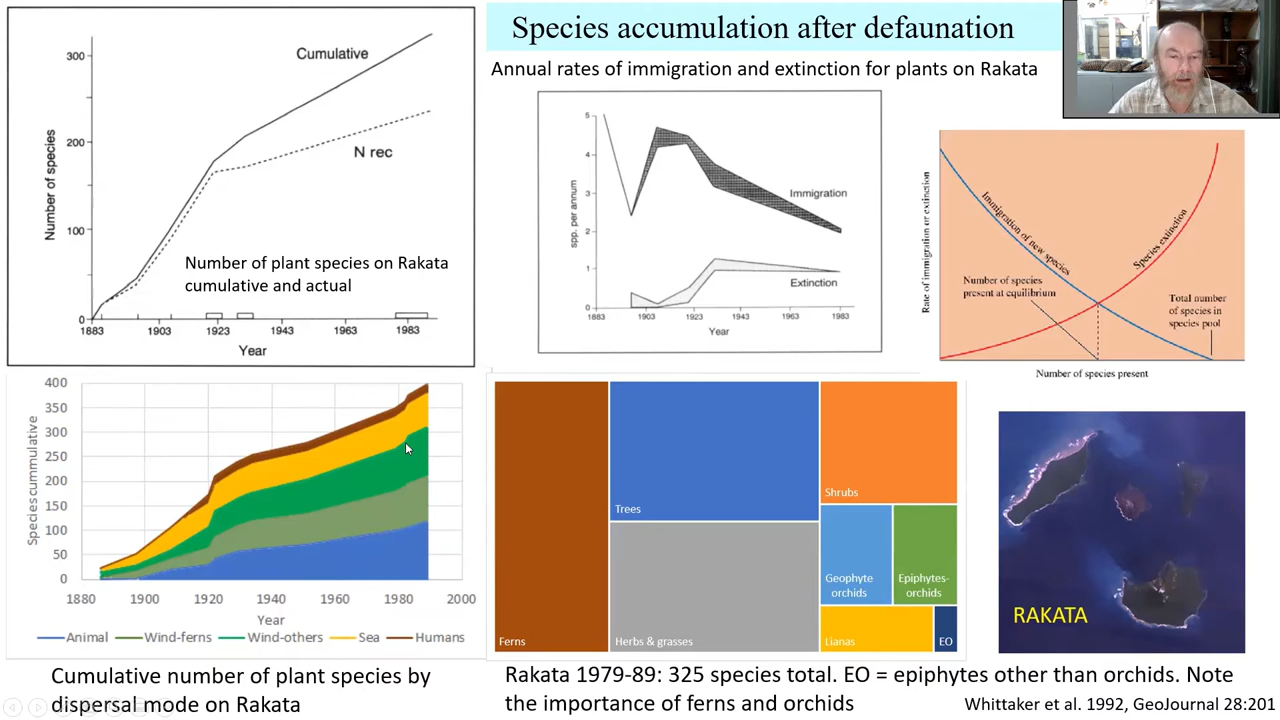 Species accumulation after defaunation
Annual rates of immigration and extinction for plants on Rakata
300
200
100
0
Number of species
Cumulative
N rec
Number of plant species on Rakata
cumulative and actual
1883 1903 1923 1943 1963 1983
Year
5
4
3
2
1
0
spp. per annum
Immigration
Extinction
1883 1903 1923 1943 1963 1983
Year
Rate of immigration or extinction
Immigration of new species
Species extinction
Number of species
present at equilibrium
Total number
of species in
species pool
Number of species present
400
350
300
250
200
150
100
50
0
Species cummulative
1880 1900 1920 1940 1960 1980 2000
Year
Animal Wind-ferns Wind-others Sea Humans
Cumulative number of plant species by
dispersal mode on Rakata
Ferns
Trees
Herbs & grasses
Shrubs
Geophyte
orchids
Epiphytes-
orchids
Lianas
EO
Rakata 1979-89: 325 species total. EO = epiphytes other than orchids. Note
the importance of ferns and orchids
RAKATA
Whittaker et al. 1992, GeoJournal 28:201